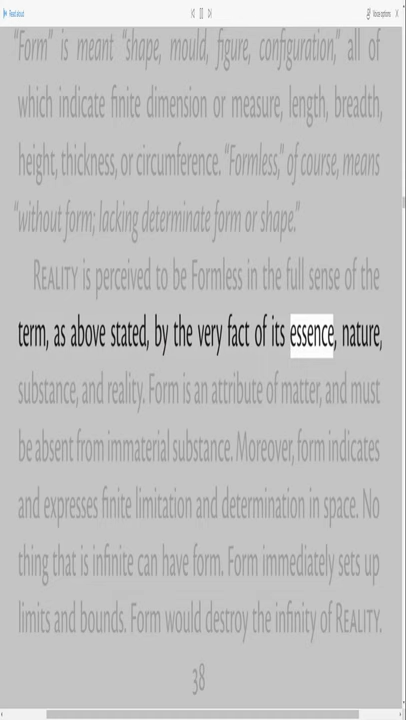 Read aloud
Voice options
"Form" is meant "shape, mould, figure, configuration," all of
which indicate finite dimension or measure, length, breadth,
height, thickness, or circumference. "Formless," of course, means
"without form; lacking determinate form or shape."
REALITY is perceived to be Formless in the full sense of the
term, as above stated, by the very fact of its essence, nature,
substance, and reality. Form is an attribute of matter, and must
be absent from immaterial substance. Moreover, form indicates
and expresses finite limitation and determination in space. No
thing that is infinite can have form. Form immediately sets up
limits and bounds. Form would destroy the infinity of REALITY.
38